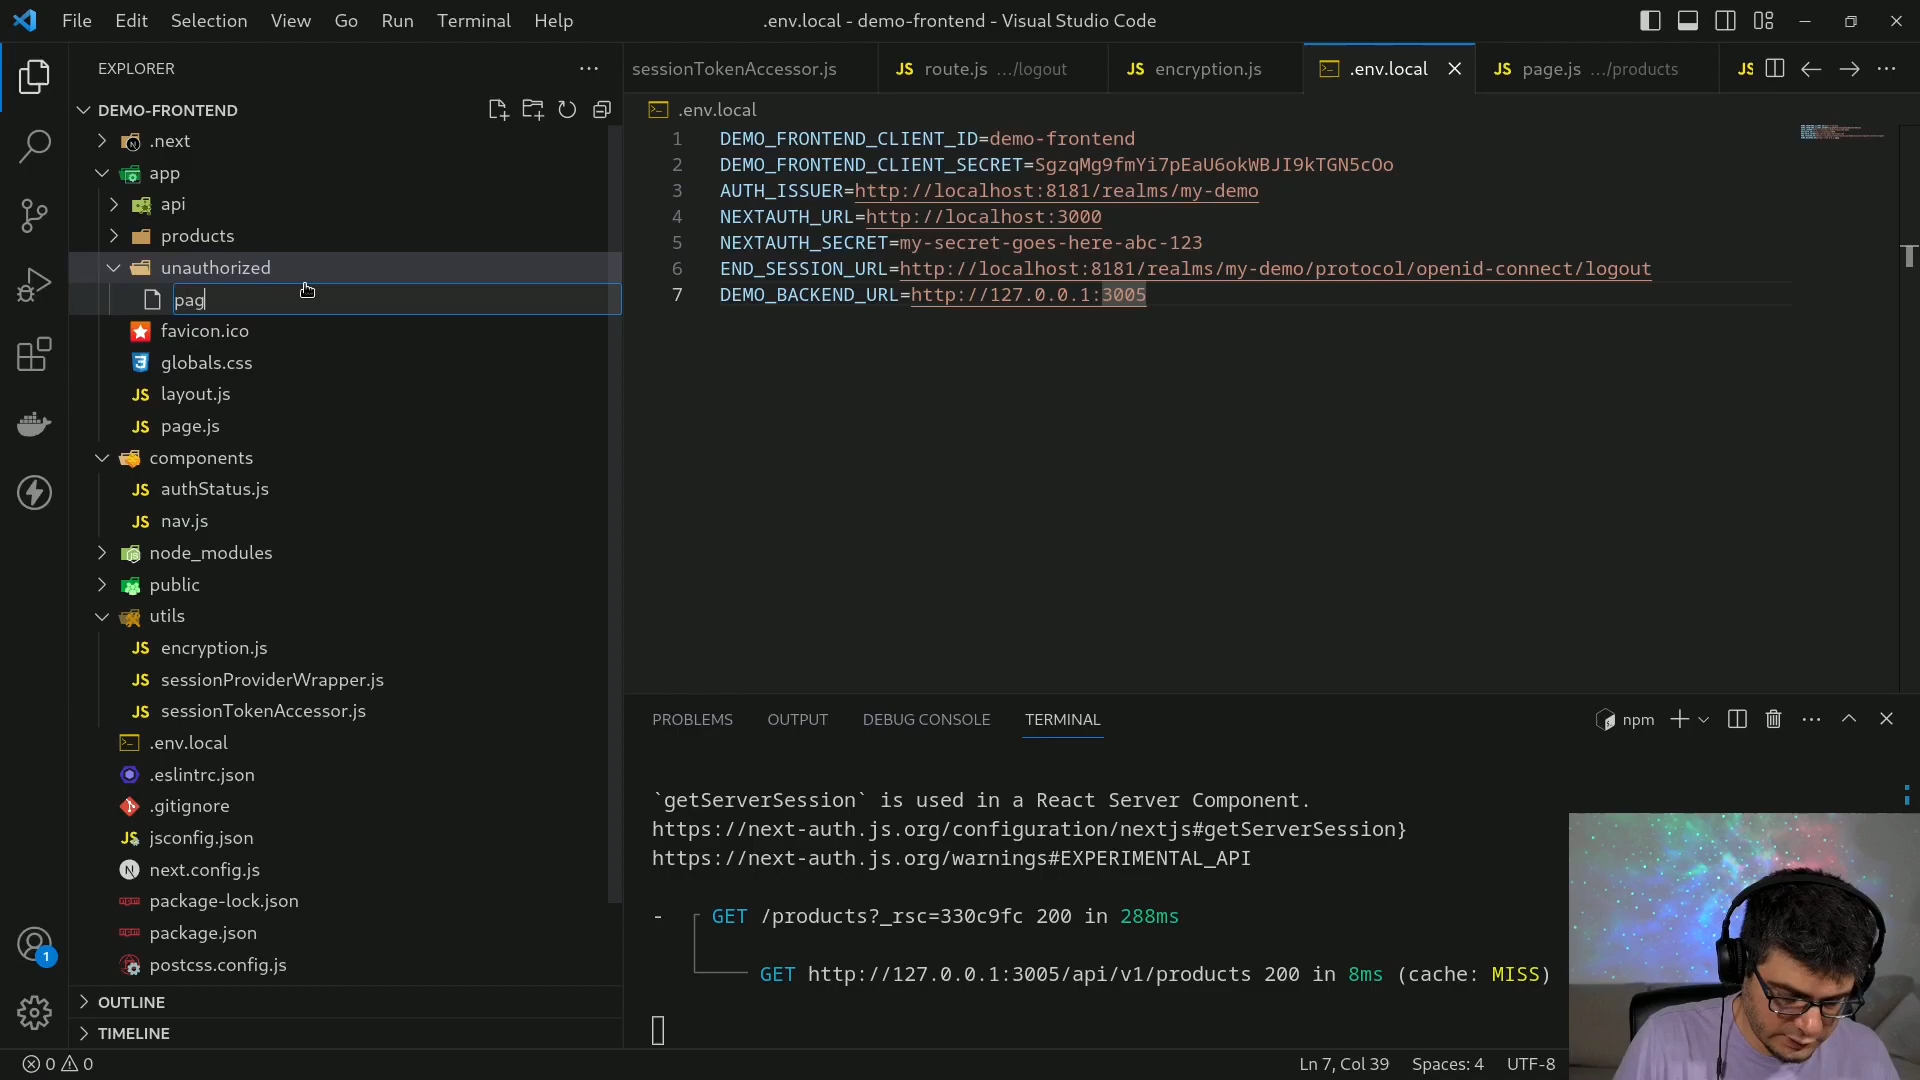 File Edit Selection View Go Run Terminal Help
.env.local - demo-frontend - Visual Studio Code
EXPLORER
DEMO-FRONTEND
.next
app
api
products
unauthorized
pag
favicon.ico
globals.css
layout.js
page.js
components
authStatus.js
nav.js
node_modules
public
utils
encryption.js
sessionProviderWrapper.js
sessionTokenAccessor.js
.env.local
.eslintrc.json
.gitignore
jsconfig.json
next.config.js
package-lock.json
package.json
postcss.config.js
OUTLINE
TIMELINE
sessionTokenAccessor.js JS route.js .../logout JS encryption.js .env.local JS page.js .../products JS
.env.local
1 DEMO_FRONTEND_CLIENT_ID=demo-frontend
2 DEMO_FRONTEND_CLIENT_SECRET=SgzqMg9fmYi7pEaU6okWBJI9kTGN5cOo
3 AUTH_ISSUER=http://localhost:8181/realms/my-demo
4 NEXTAUTH_URL=http://localhost:3000
5 NEXTAUTH_SECRET=my-secret-goes-here-abc-123
6 END_SESSION_URL=http://localhost:8181/realms/my-demo/protocol/openid-connect/logout
7 DEMO_BACKEND_URL=http://127.0.0.1:3005
PROBLEMS OUTPUT DEBUG CONSOLE TERMINAL npm
`getServerSession` is used in a React Server Component.
https://next-auth.js.org/configuration/nextjs#getServerSession}
https://next-auth.js.org/warnings#EXPERIMENTAL_API
- GET /products?_rsc=330c9fc 200 in 288ms
GET http://127.0.0.1:3005/api/v1/products 200 in 8ms (cache: MISS)
1
0 0
Ln 7, Col 39 Spaces: 4 UTF-8